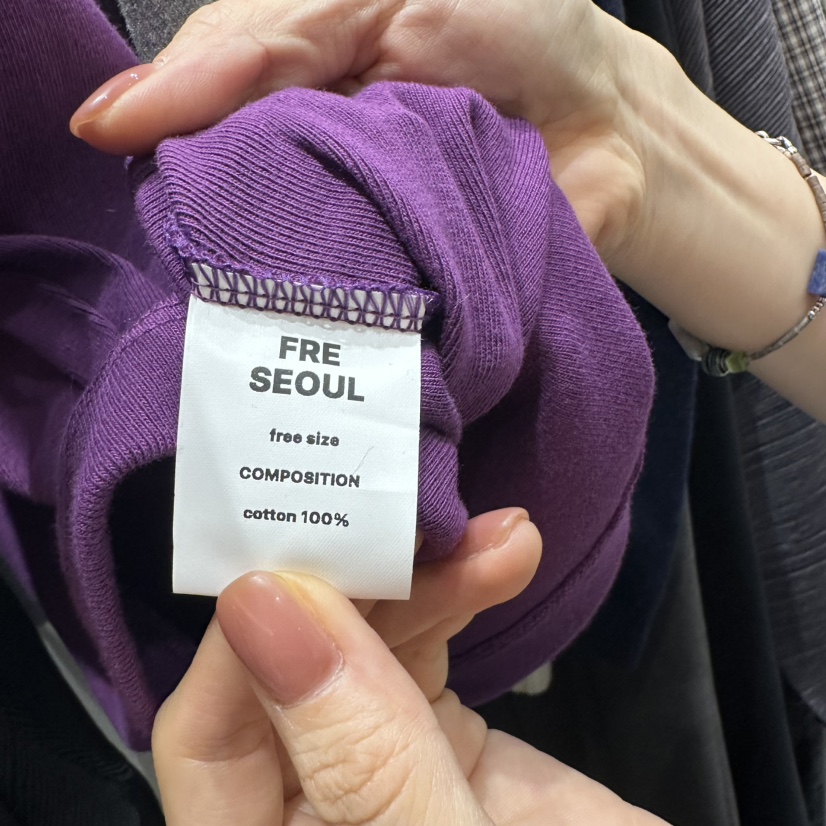 FRE
SEOUL
free size
COMPOSITION
cotton 100%